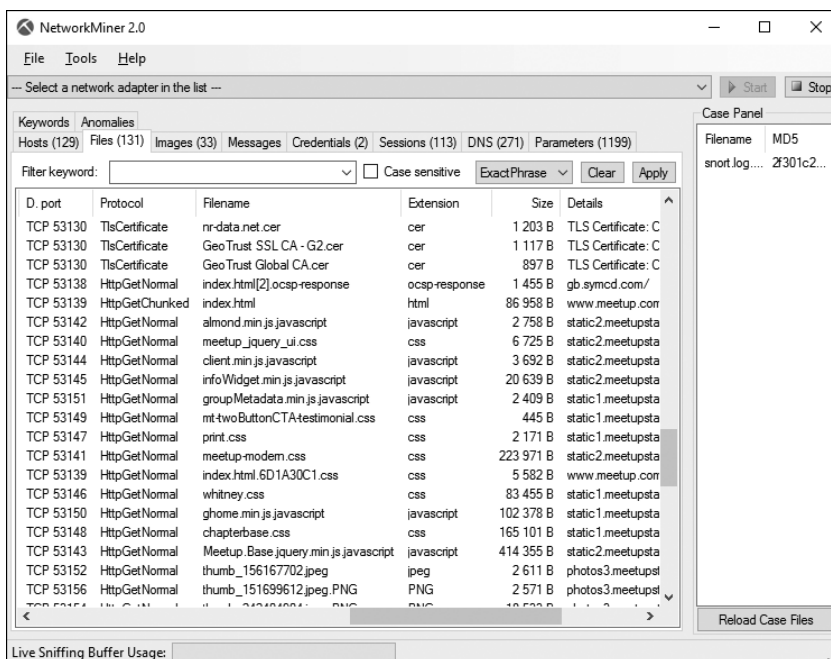 NetworkMiner 2.0
File Tools Help
--- Select a network adapter in the list ---
Start
Stop
Keywords Anomalies
Hosts (129) Files (131) Images (33) Messages Credentials (2) Sessions (113) DNS (271) Parameters (1199)
Filter keyword: Case sensitive ExactPhrase Clear Apply
D. port Protocol Filename Extension Size Details
TCP 53130 TlsCertificate nr-data.net.cer cer 1 203 B TLS Certificate: C
TCP 53130 TlsCertificate GeoTrust SSL CA - G2.cer cer 1 117 B TLS Certificate: C
TCP 53130 TlsCertificate GeoTrust Global CA.cer cer 897 B TLS Certificate: C
TCP 53138 HttpGetNormal index.html[2].ocsp-response ocsp-response 1 455 B gb.symcd.com/
TCP 53139 HttpGetChunked index.html html 86 958 B www.meetup.com
TCP 53142 HttpGetNormal almond.min.js.javascript javascript 2 758 B static2.meetupsta
TCP 53140 HttpGetNormal meetup_jquery_ui.css css 6 725 B static2.meetupsta
TCP 53144 HttpGetNormal client.min.js.javascript javascript 3 692 B static2.meetupsta
TCP 53145 HttpGetNormal infoWidget.min.js.javascript javascript 20 639 B static2.meetupsta
TCP 53151 HttpGetNormal groupMetadata.min.js.javascript javascript 2 409 B static1.meetupsta
TCP 53149 HttpGetNormal mt-twoButtonCTA-testimonial.css css 445 B static1.meetupsta
TCP 53147 HttpGetNormal print.css css 2 171 B static1.meetupsta
TCP 53141 HttpGetNormal meetup-modern.css css 223 971 B static2.meetupsta
TCP 53139 HttpGetNormal index.html.6D1A30C1.css css 5 582 B www.meetup.com
TCP 53146 HttpGetNormal whitney.css css 83 455 B static1.meetupsta
TCP 53150 HttpGetNormal ghome.min.js.javascript javascript 102 378 B static1.meetupsta
TCP 53148 HttpGetNormal chapterbase.css css 165 101 B static1.meetupsta
TCP 53143 HttpGetNormal Meetup.Base.jquery.min.js.javascript javascript 414 355 B static2.meetupsta
TCP 53152 HttpGetNormal thumb_156167702.jpeg jpeg 2 611 B photos3.meetupst
TCP 53156 HttpGetNormal thumb_151699612.jpeg.PNG PNG 2 571 B photos3.meetupst
Case Panel
Filename MD5
snort.log.... 2f301c2...
Reload Case Files
Live Sniffing Buffer Usage: